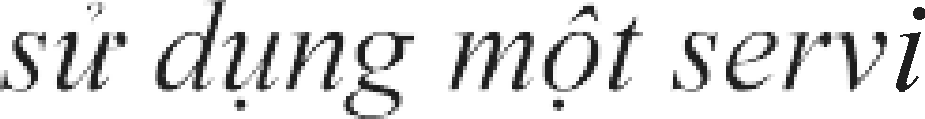 sử dụng một servi